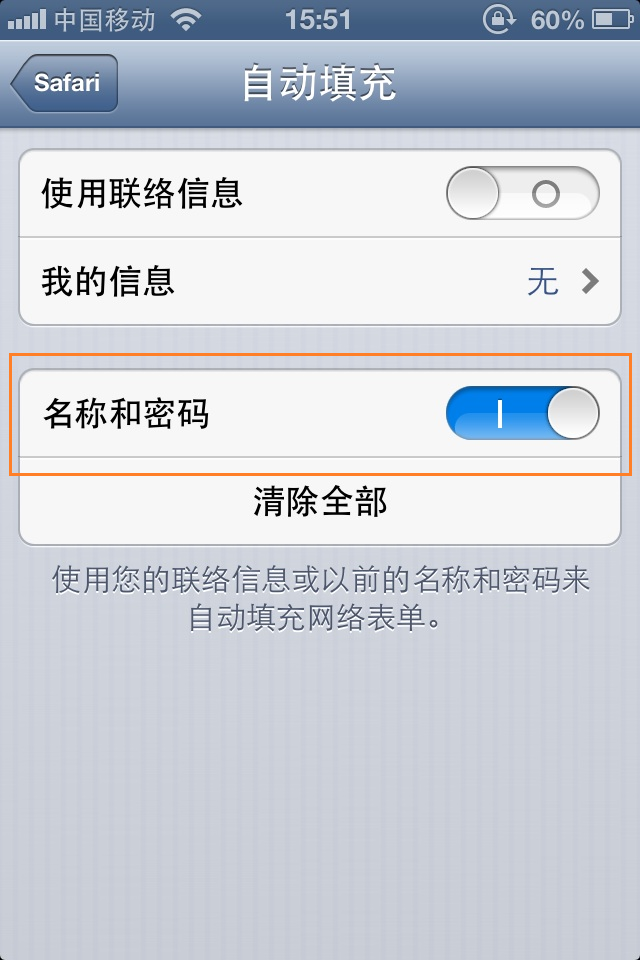 中国移动 15:51 60%
Safari 自动填充
使用联络信息
我的信息 无
名称和密码
清除全部
使用您的联络信息或以前的名称和密码来
自动填充网络表单。